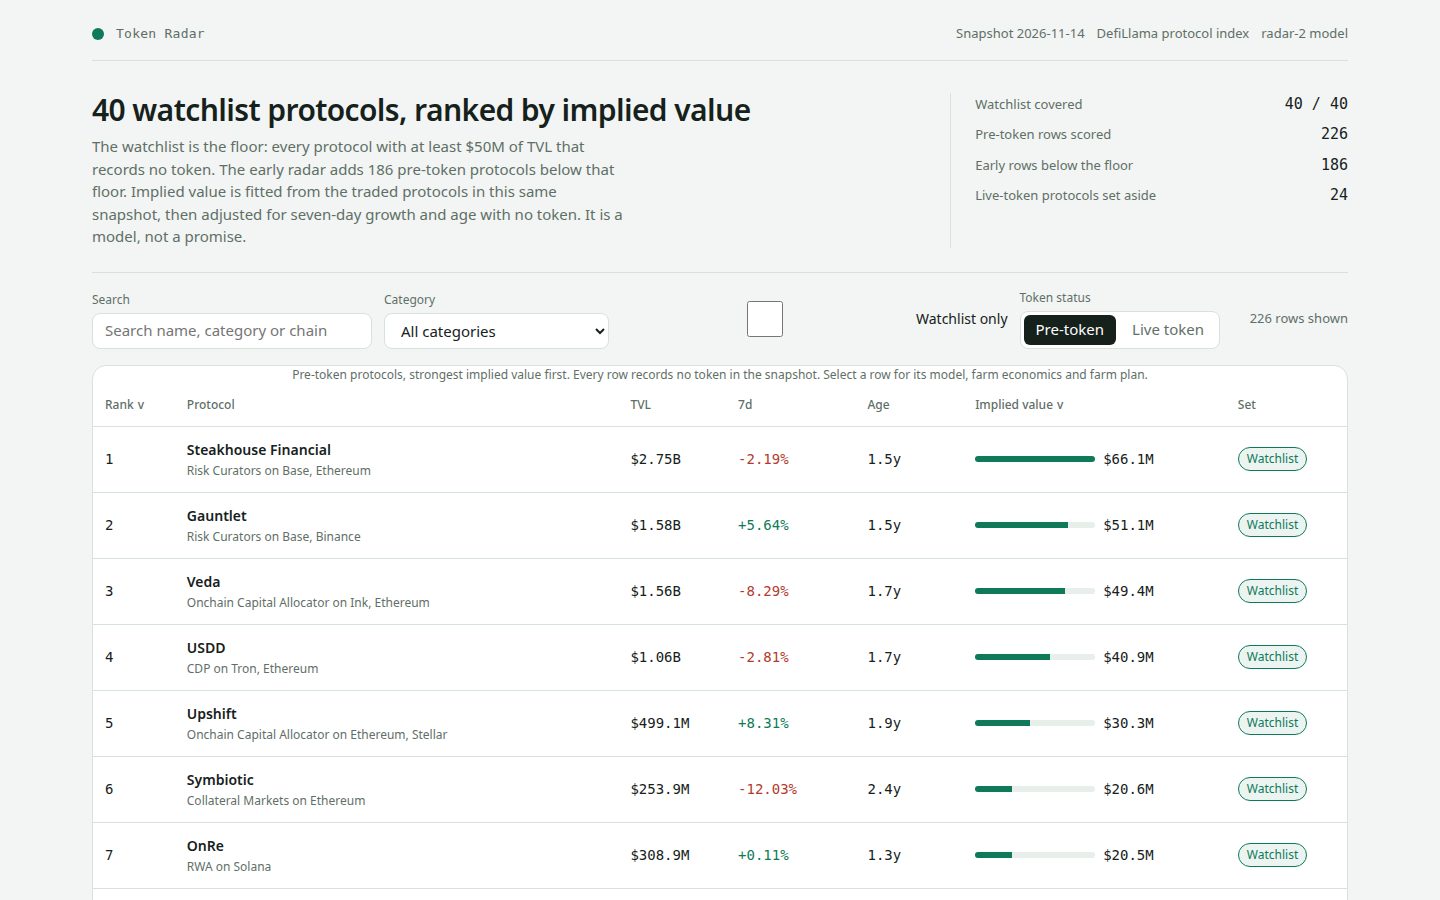 Token Radar
Snapshot 2026-11-14 DefiLlama protocol index radar-2 model
40 watchlist protocols, ranked by implied value
The watchlist is the floor: every protocol with at least $50M of TVL that
records no token. The early radar adds 186 pre-token protocols below that
floor. Implied value is fitted from the traded protocols in this same
snapshot, then adjusted for seven-day growth and age with no token. It is a
model, not a promise.
Watchlist covered 40 / 40
Pre-token rows scored 226
Early rows below the floor 186
Live-token protocols set aside 24
Search
Search name, category or chain
Category
All categories
Watchlist only
Token status
Pre-token Live token
226 rows shown
Pre-token protocols, strongest implied value first. Every row records no token in the snapshot. Select a row for its model, farm economics and farm plan.
Rank v Protocol TVL 7d Age Implied value v Set
1 Steakhouse Financial $2.75B -2.19% 1.5y $66.1M Watchlist
Risk Curators on Base, Ethereum
2 Gauntlet $1.58B +5.64% 1.5y $51.1M Watchlist
Risk Curators on Base, Binance
3 Veda $1.56B -8.29% 1.7y $49.4M Watchlist
Onchain Capital Allocator on Ink, Ethereum
4 USDD $1.06B -2.81% 1.7y $40.9M Watchlist
CDP on Tron, Ethereum
5 Upshift $499.1M +8.31% 1.9y $30.3M Watchlist
Onchain Capital Allocator on Ethereum, Stellar
6 Symbiotic $253.9M -12.03% 2.4y $20.6M Watchlist
Collateral Markets on Ethereum
7 OnRe $308.9M +0.11% 1.3y $20.5M Watchlist
RWA on Solana